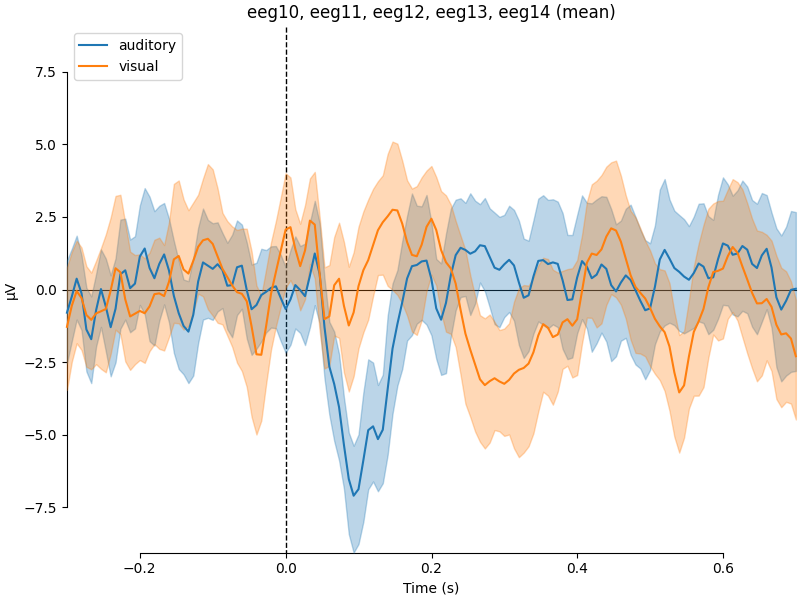 eeg10, eeg11, eeg12, eeg13, eeg14 (mean)
auditory
visual
7.5
5.0
2.5
0.0
−2.5
−5.0
−7.5
µV
−0.2
0.0
0.2
0.4
0.6
Time (s)